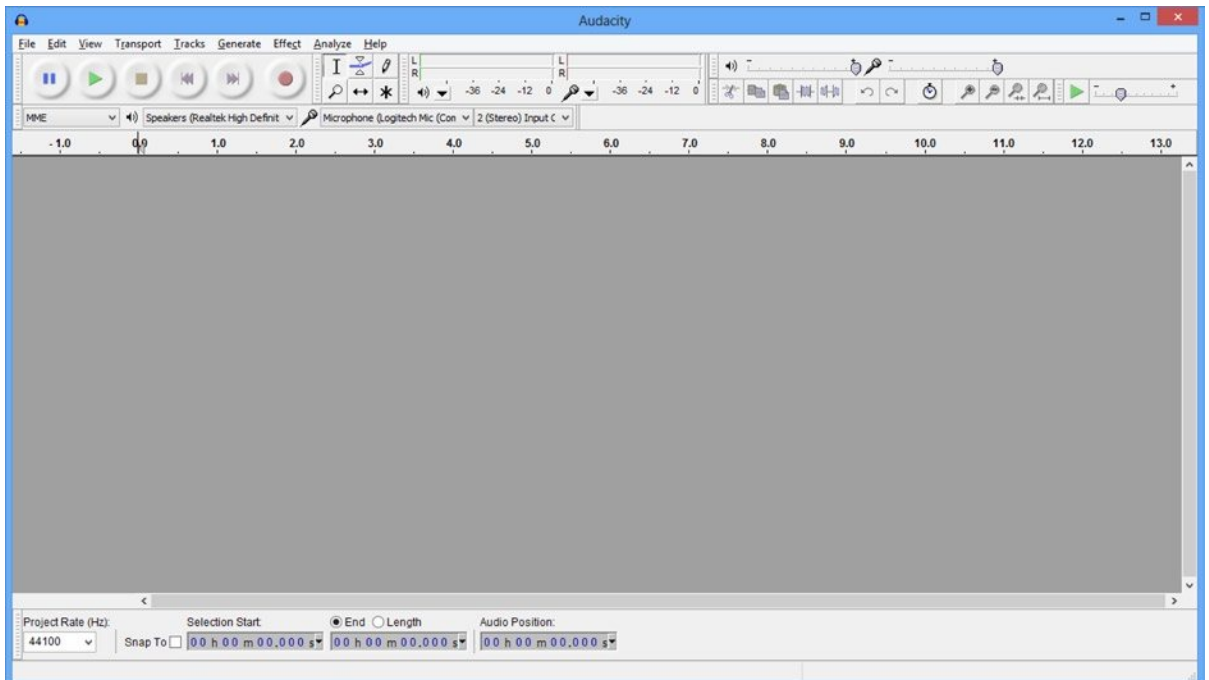 Audacity
File Edit View Transport Tracks Generate Effect Analyze Help
L
R
L
R
-36 -24 -12 0
-36 -24 -12 0
MME Speakers (Realtek High Definit Microphone (Logitech Mic (Con 2 (Stereo) Input C
- 1.0 0.0 1.0 2.0 3.0 4.0 5.0 6.0 7.0 8.0 9.0 10.0 11.0 12.0 13.0
Project Rate (Hz): Selection Start: End Length Audio Position:
44100 Snap To 00 h 00 m 00.000 s 00 h 00 m 00.000 s 00 h 00 m 00.000 s